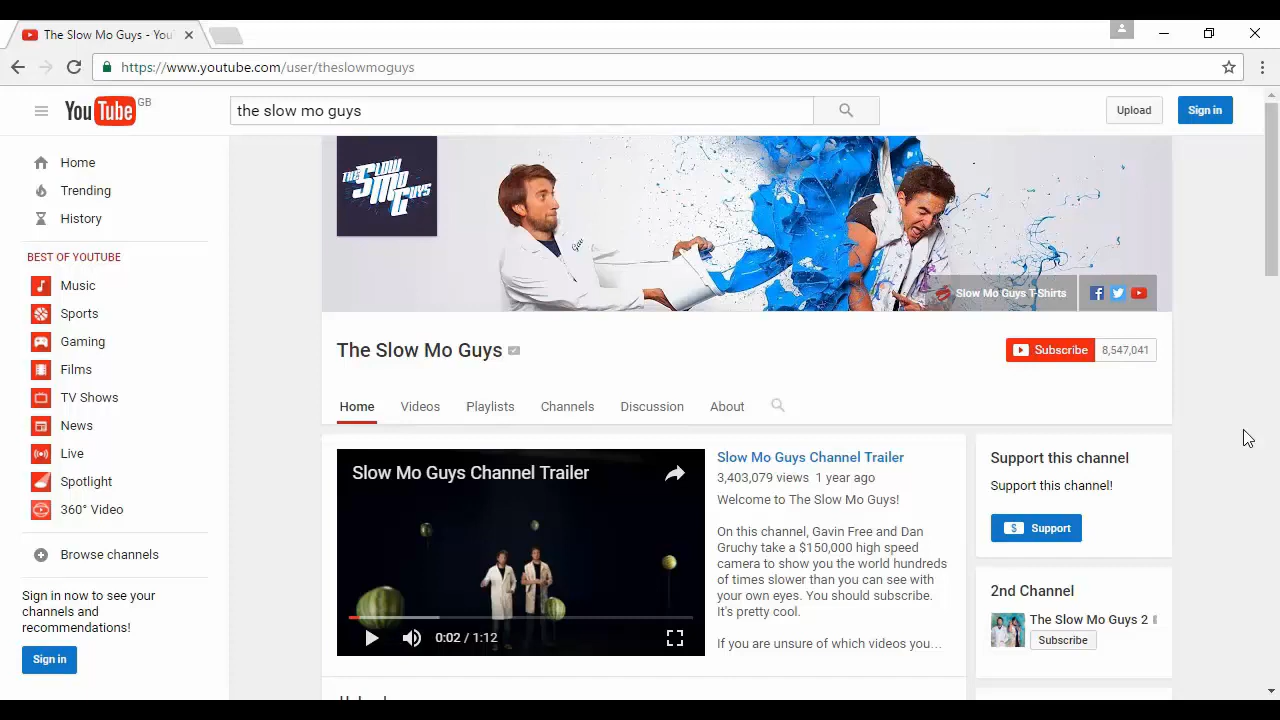 The Slow Mo Guys - You
https://www.youtube.com/user/theslowmoguys
YouTube GB
the slow mo guys
Upload
Sign in
Home
Trending
History
BEST OF YOUTUBE
Music
Sports
Gaming
Films
TV Shows
News
Live
Spotlight
360° Video
Browse channels
Sign in now to see your
channels and
recommendations!
Sign in
THE SLOW MO GUYS
Slow Mo Guys T-Shirts
The Slow Mo Guys
Subscribe 8,547,041
Home Videos Playlists Channels Discussion About
Slow Mo Guys Channel Trailer
0:02 / 1:12
Slow Mo Guys Channel Trailer
3,403,079 views 1 year ago
Welcome to The Slow Mo Guys!
On this channel, Gavin Free and Dan
Gruchy take a $150,000 high speed
camera to show you the world hundreds
of times slower than you can see with
your own eyes. You should subscribe.
It's pretty cool.
If you are unsure of which videos you...
Support this channel
Support this channel!
$ Support
2nd Channel
The Slow Mo Guys 2
Subscribe